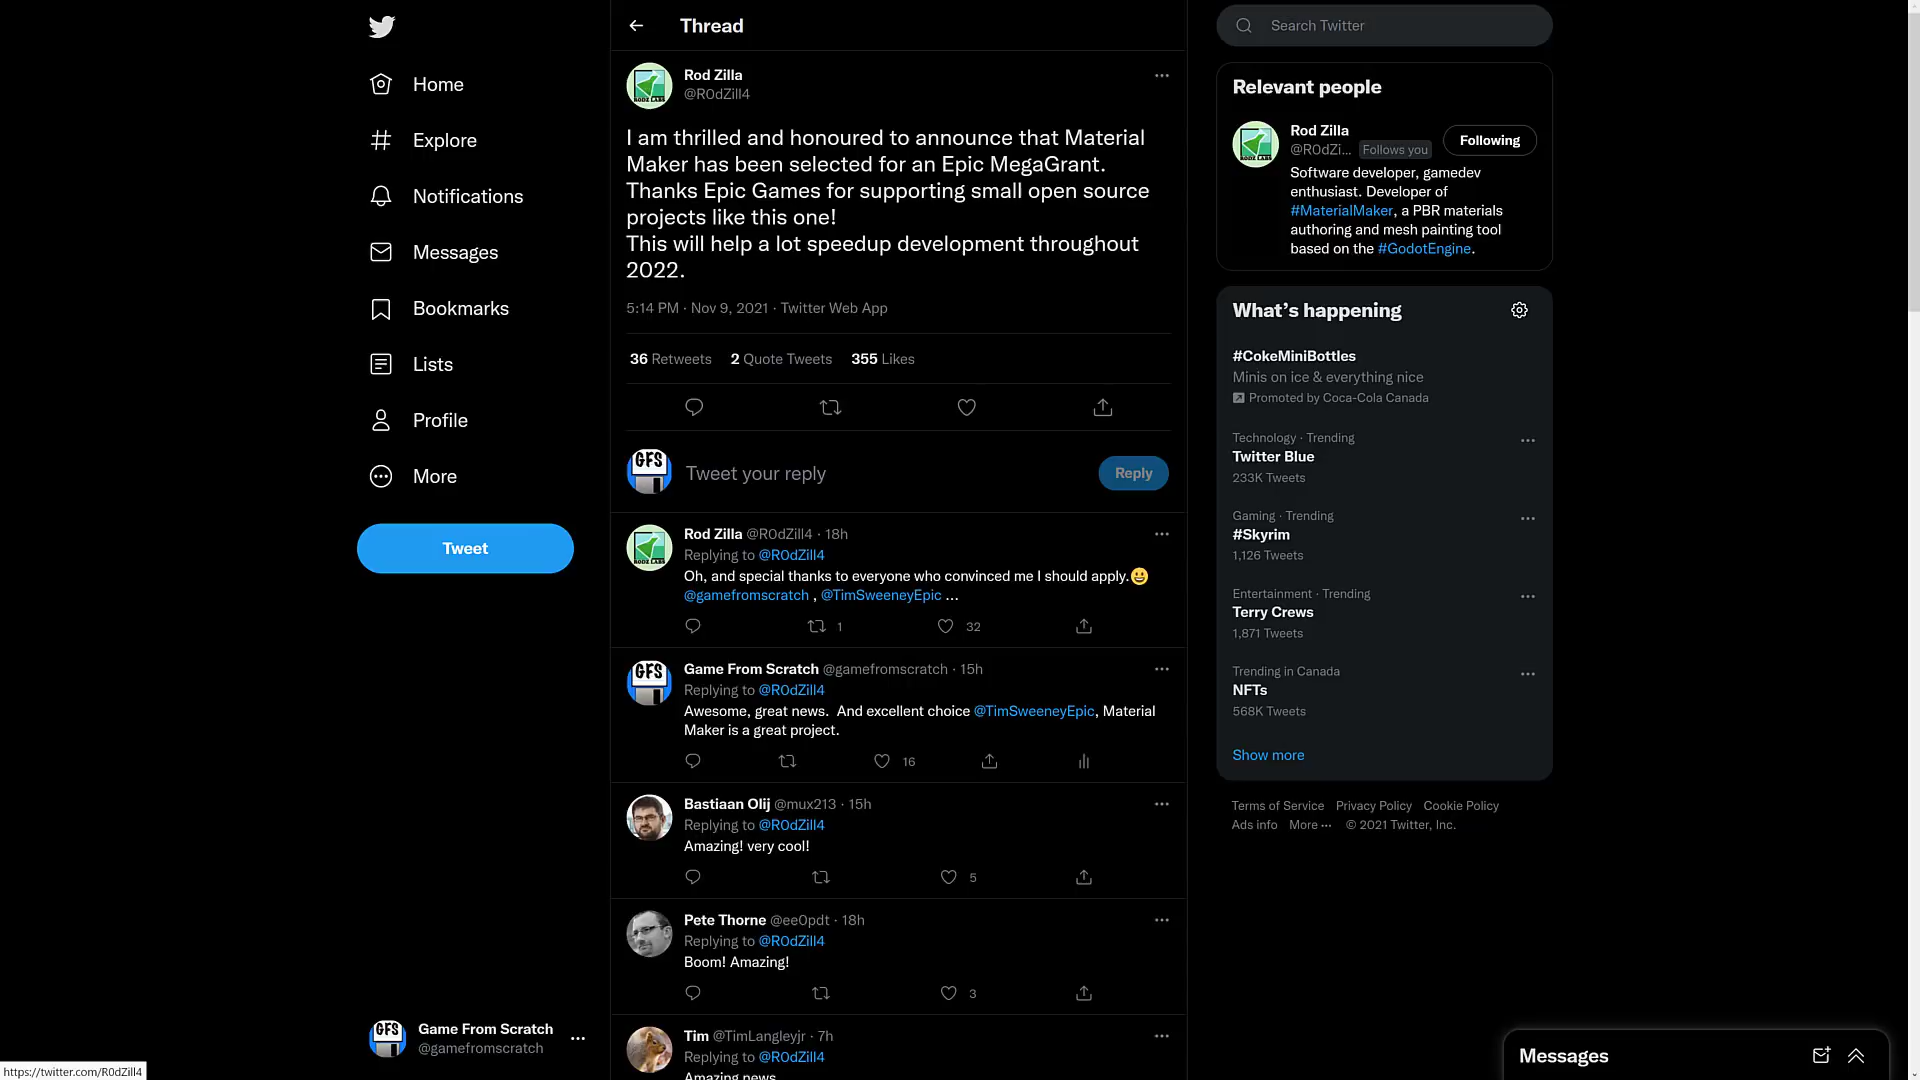 Home
Explore
Notifications
Messages
Bookmarks
Lists
Profile
More
Tweet
GFS
Game From Scratch
@gamefromscratch
https://twitter.com/R0dZill4
Thread
RODZ LABS
Rod Zilla
@R0dZill4
I am thrilled and honoured to announce that Material
Maker has been selected for an Epic MegaGrant.
Thanks Epic Games for supporting small open source
projects like this one!
This will help a lot speedup development throughout
2022.
5:14 PM · Nov 9, 2021 · Twitter Web App
36 Retweets 2 Quote Tweets 355 Likes
GFS
Tweet your reply
Reply
RODZ LABS
Rod Zilla @R0dZill4 · 18h
Replying to @R0dZill4
Oh, and special thanks to everyone who convinced me I should apply.😀
@gamefromscratch , @TimSweeneyEpic ...
1 32
GFS
Game From Scratch @gamefromscratch · 15h
Replying to @R0dZill4
Awesome, great news. And excellent choice @TimSweeneyEpic, Material
Maker is a great project.
16
Bastiaan Olij @mux213 · 15h
Replying to @R0dZill4
Amazing! very cool!
5
Pete Thorne @ee0pdt · 18h
Replying to @R0dZill4
Boom! Amazing!
3
Tim @TimLangleyjr · 7h
Replying to @R0dZill4
Amazing news
Search Twitter
Relevant people
RODZ LABS
Rod Zilla
@R0dZi... Follows you
Following
Software developer, gamedev
enthusiast. Developer of
#MaterialMaker, a PBR materials
authoring and mesh painting tool
based on the #GodotEngine.
What's happening
#CokeMiniBottles
Minis on ice & everything nice
Promoted by Coca-Cola Canada
Technology · Trending
Twitter Blue
233K Tweets
Gaming · Trending
#Skyrim
1,126 Tweets
Entertainment · Trending
Terry Crews
1,871 Tweets
Trending in Canada
NFTs
568K Tweets
Show more
Terms of Service Privacy Policy Cookie Policy
Ads info More ··· © 2021 Twitter, Inc.
Messages